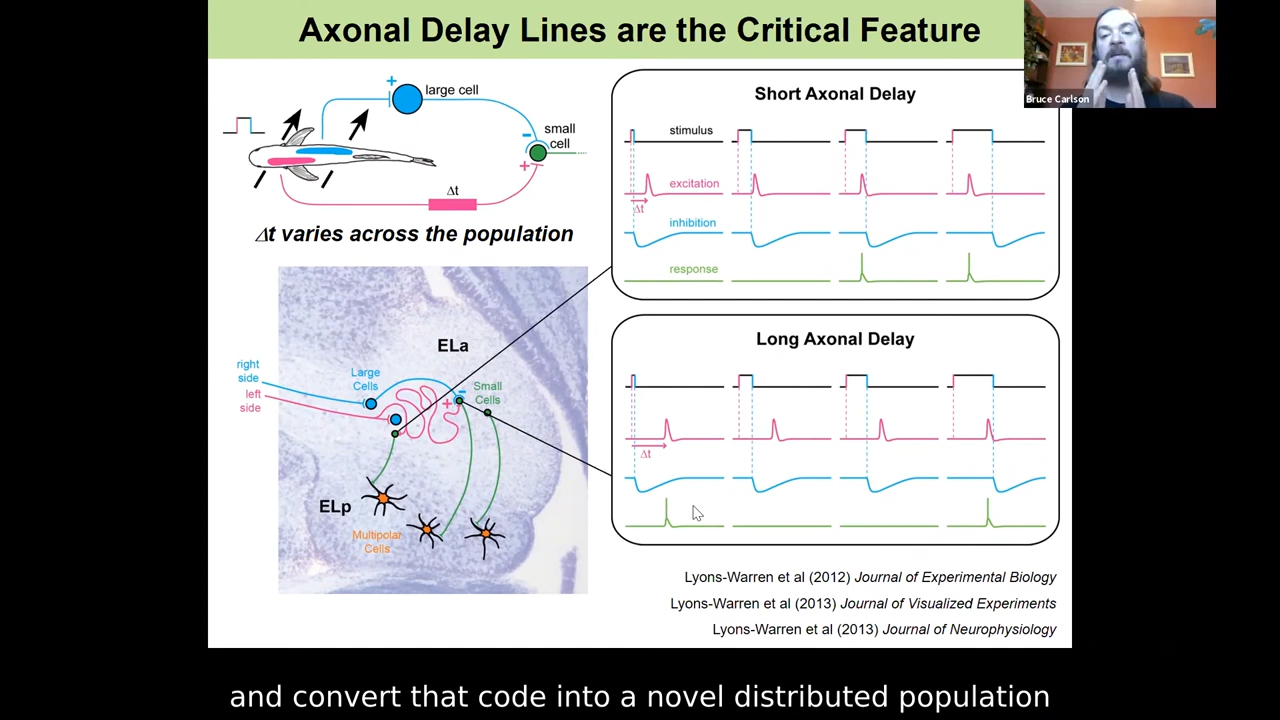 Axonal Delay Lines are the Critical Feature
Bruce Carlson
+
large cell
small
cell
-
+
Δt
Δt varies across the population
Short Axonal Delay
stimulus
excitation
Δt
inhibition
response
ELa
right
side
left
side
Large
Cells
-
+
Small
Cells
ELp
Multipolar
Cells
Long Axonal Delay
Δt
Lyons-Warren et al (2012) Journal of Experimental Biology
Lyons-Warren et al (2013) Journal of Visualized Experiments
Lyons-Warren et al (2013) Journal of Neurophysiology
and convert that code into a novel distributed population